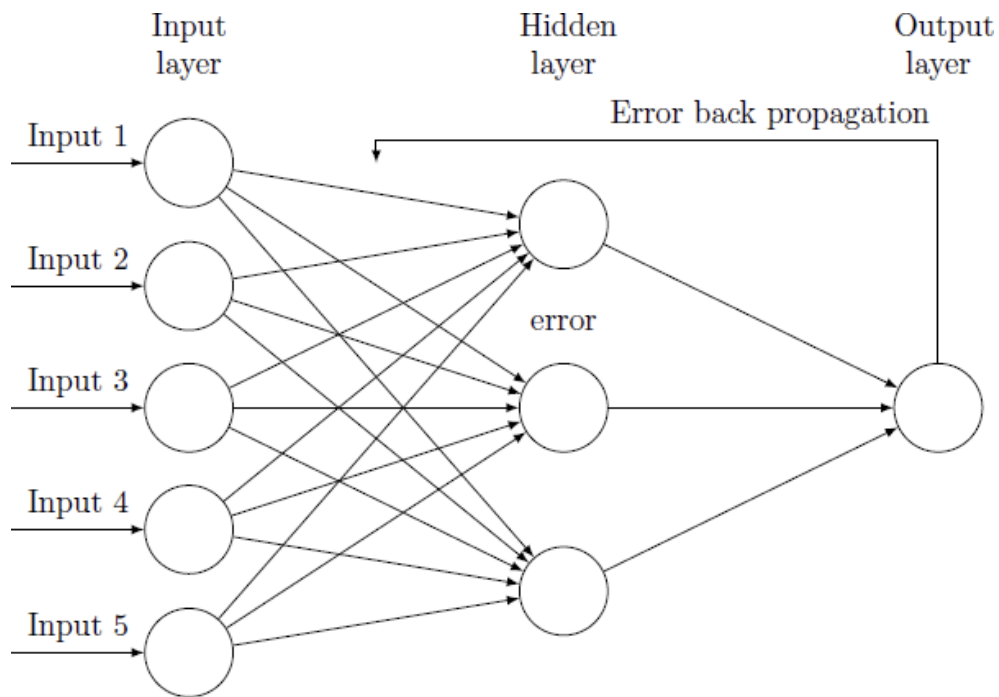 Input
layer
Hidden
layer
Output
layer
Error back propagation
Input 1
Input 2
error
Input 3
Input 4
Input 5